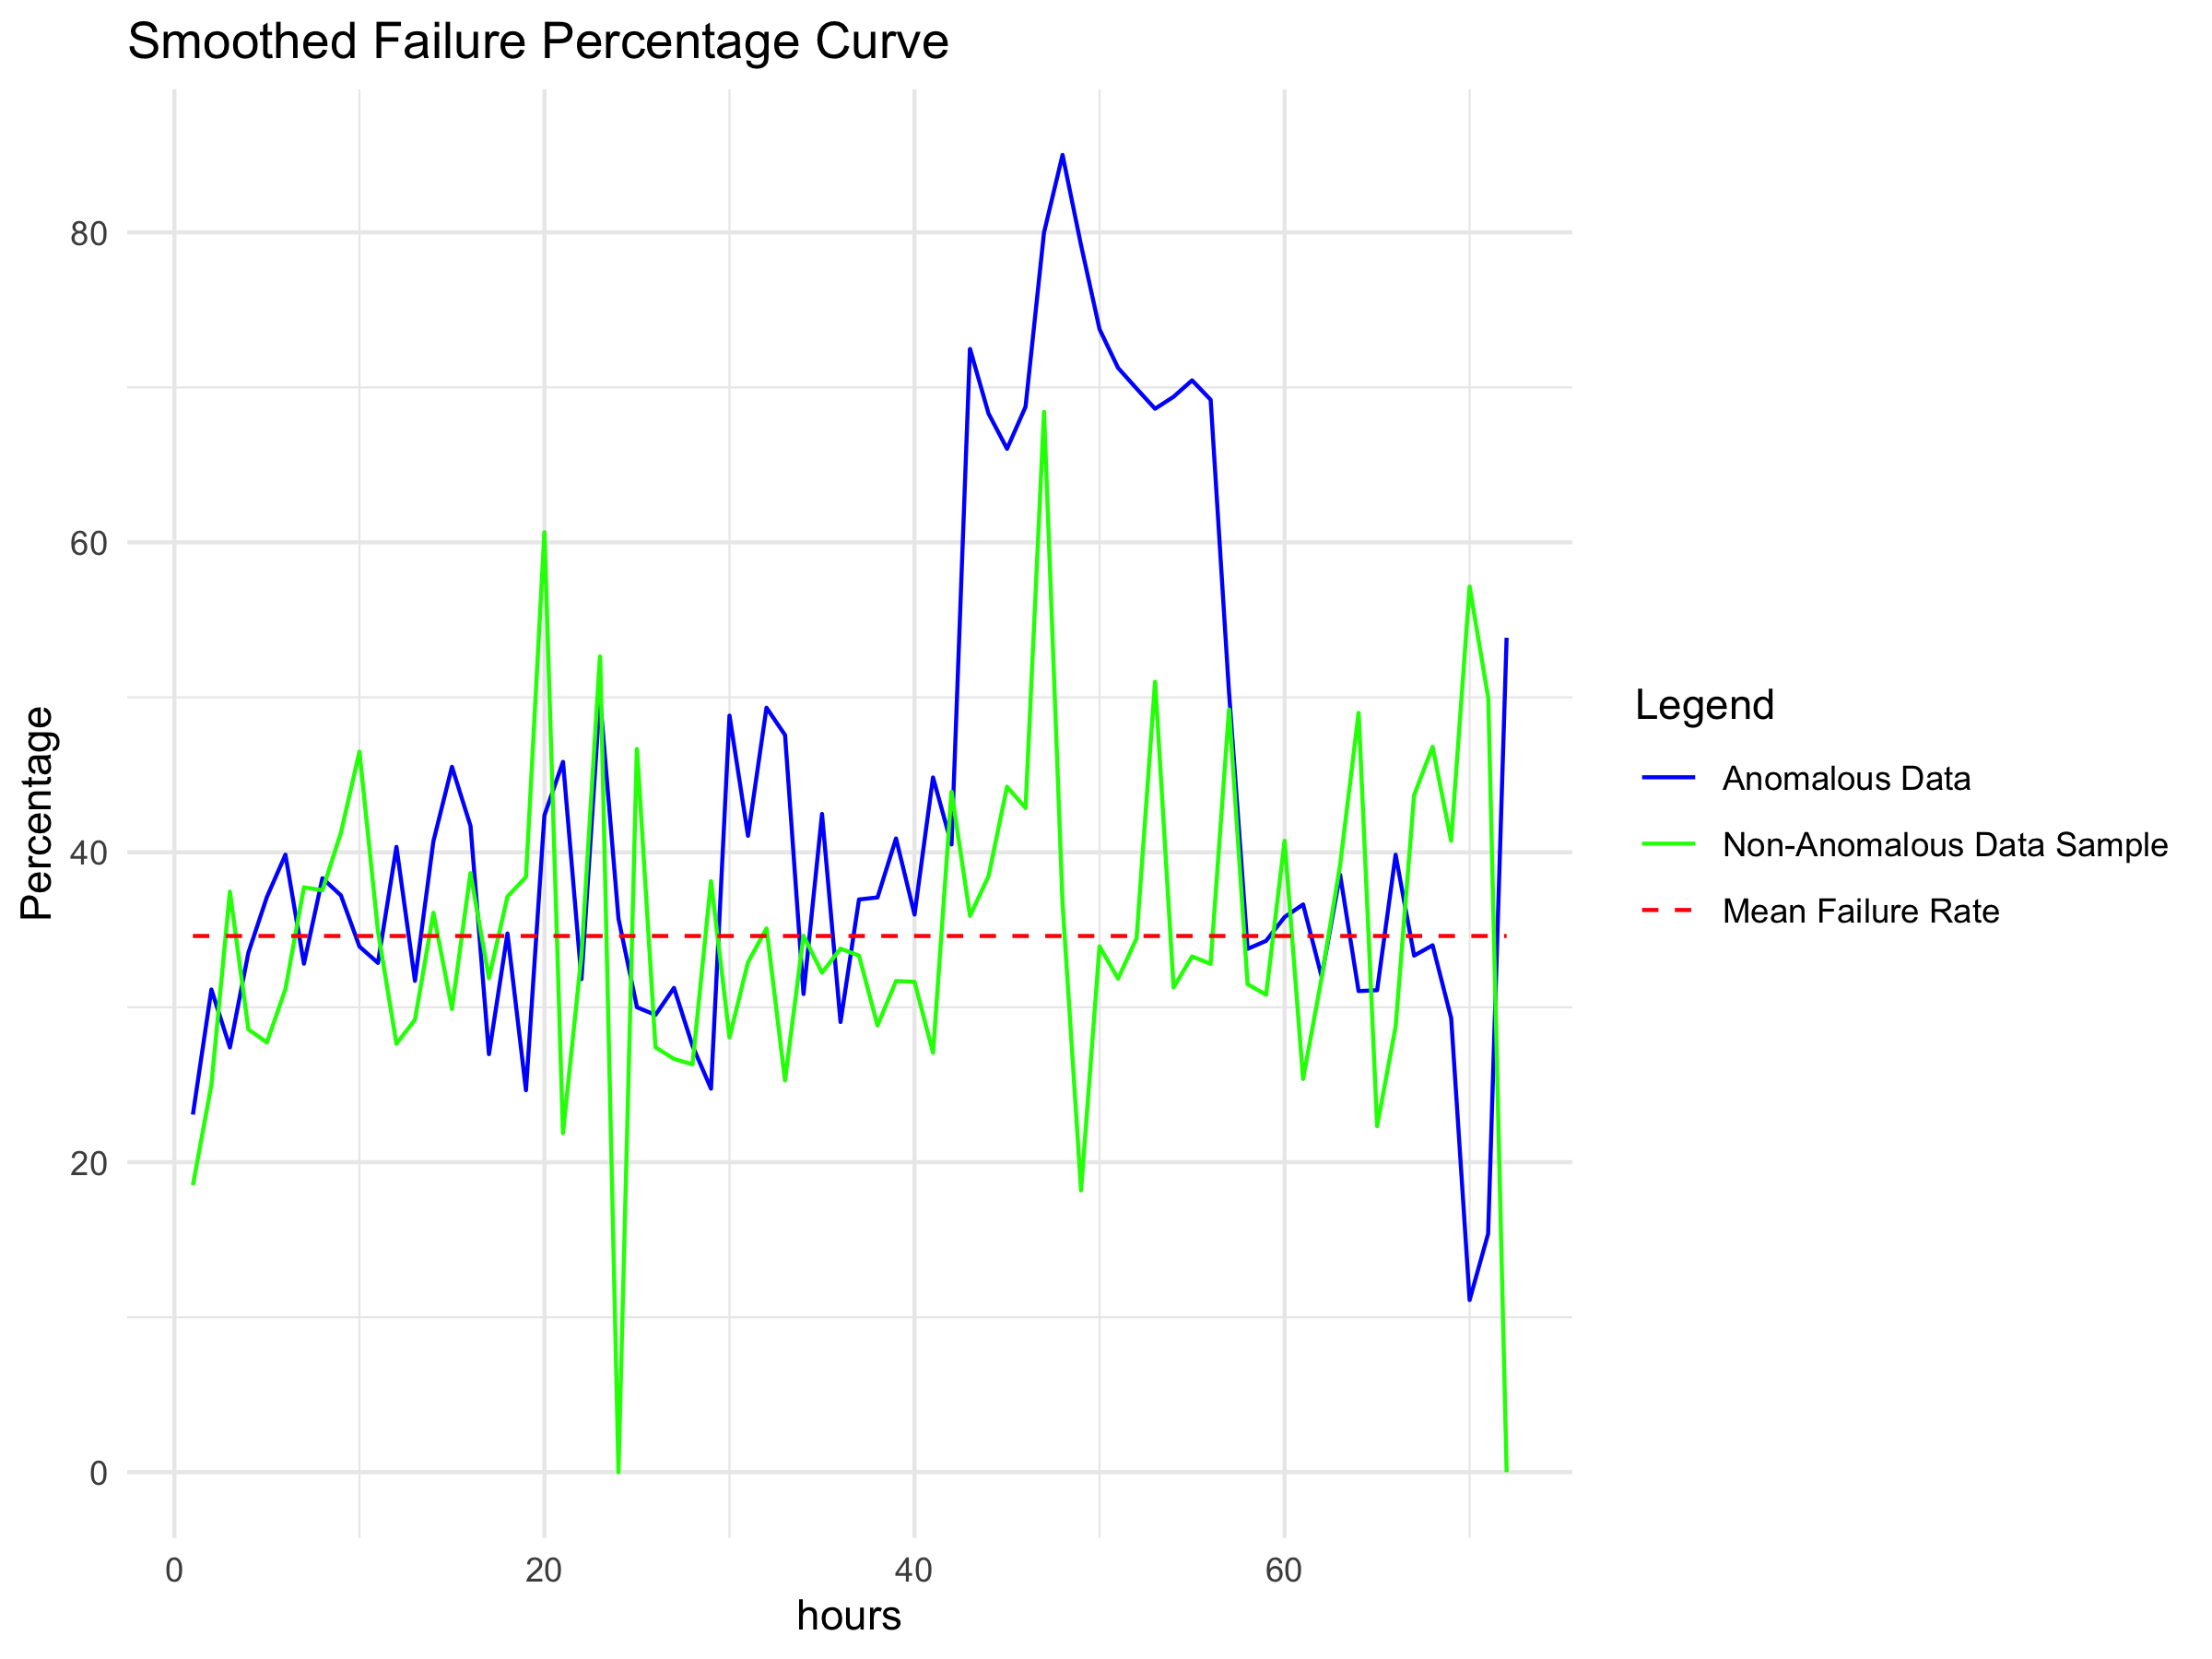 Smoothed Failure Percentage Curve
Percentage
80
60
40
20
0
0 20 40 60
hours
Legend
Anomalous Data
Non-Anomalous Data Sample
Mean Failure Rate